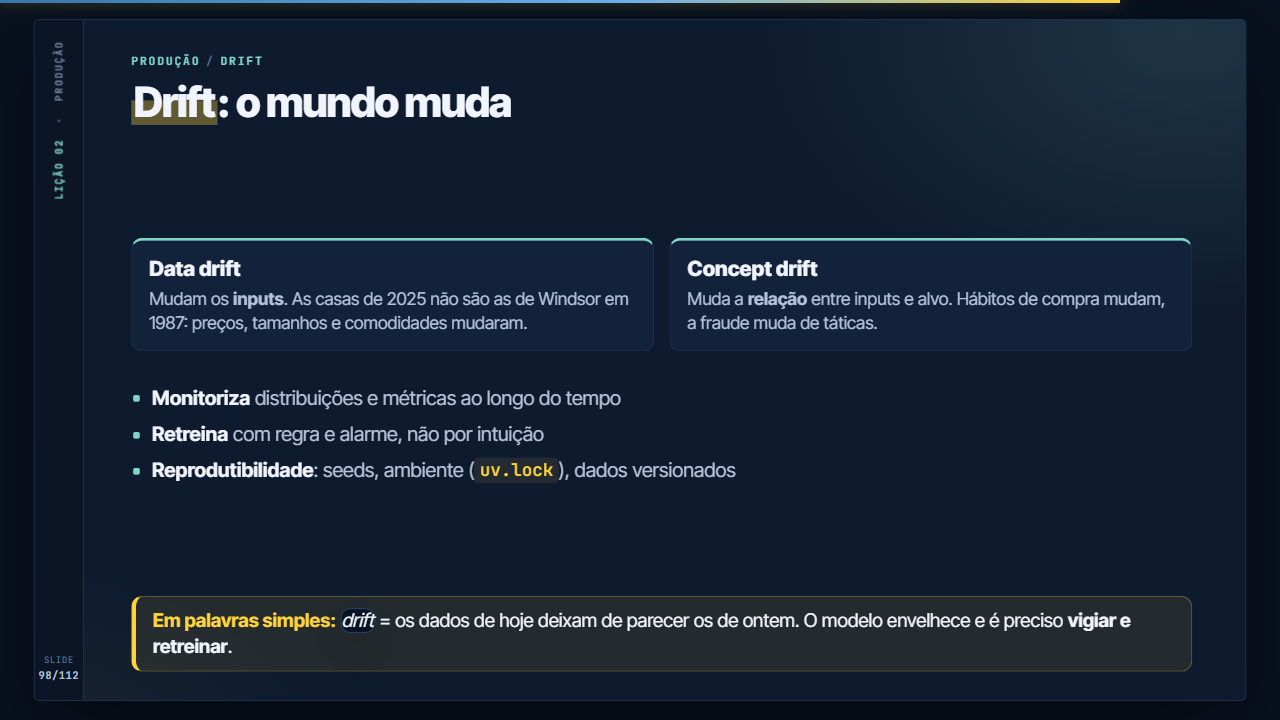 PRODUÇÃO / DRIFT
Drift: o mundo muda
LIÇÃO 02 · PRODUÇÃO
Data drift
Mudam os inputs. As casas de 2025 não são as de Windsor em
1987: preços, tamanhos e comodidades mudaram.
Concept drift
Muda a relação entre inputs e alvo. Hábitos de compra mudam,
a fraude muda de táticas.
Monitoriza distribuições e métricas ao longo do tempo
Retreina com regra e alarme, não por intuição
Reprodutibilidade: seeds, ambiente (uv.lock), dados versionados
Em palavras simples: drift = os dados de hoje deixam de parecer os de ontem. O modelo envelhece e é preciso vigiar e
retreinar.
SLIDE
98/112